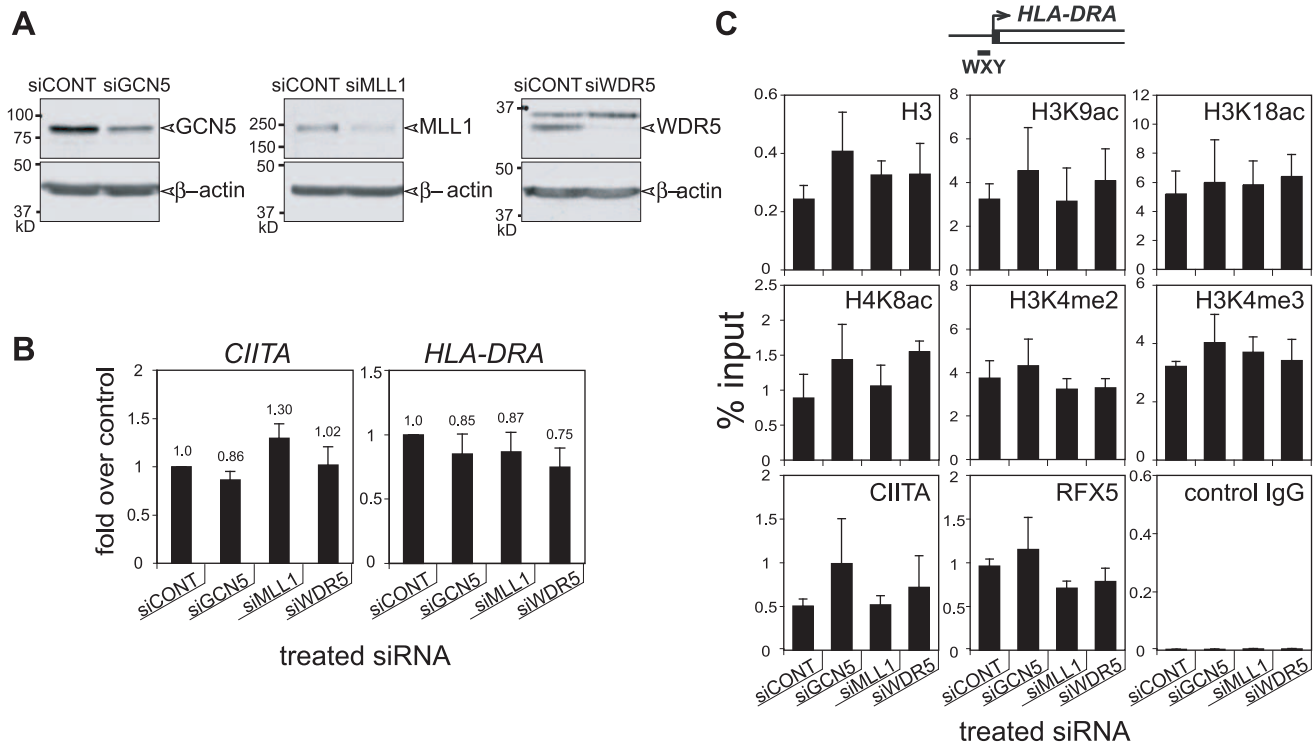 A
siCONT siGCN5
100
75
GCN5
50
37
kD
β–actin
siCONT siMLL1
250
150
MLL1
50
37
kD
β– actin
siCONT siWDR5
37
WDR5
50
37
kD
β–actin
B
fold over control
CIITA
2
1.5
1
0.5
0
1.0
0.86
1.30
1.02
siCONT
siGCN5
siMLL1
siWDR5
HLA-DRA
1.5
1
0.5
0
1.0
0.85
0.87
0.75
siCONT
siGCN5
siMLL1
siWDR5
treated siRNA
C
HLA-DRA
WXY
% input
H3
0.6
0.4
0.2
0
H3K9ac
8
6
4
2
0
H3K18ac
12
10
8
6
4
2
0
H4K8ac
2.5
2
1.5
1
0.5
0
H3K4me2
8
6
4
2
0
H3K4me3
6
4
2
0
CIITA
2
1.5
1
0.5
0
RFX5
2
1.5
1
0.5
0
control IgG
0.6
0.4
0.2
0
siCONT
siGCN5
siMLL1
siWDR5
siCONT
siGCN5
siMLL1
siWDR5
siCONT
siGCN5
siMLL1
siWDR5
treated siRNA